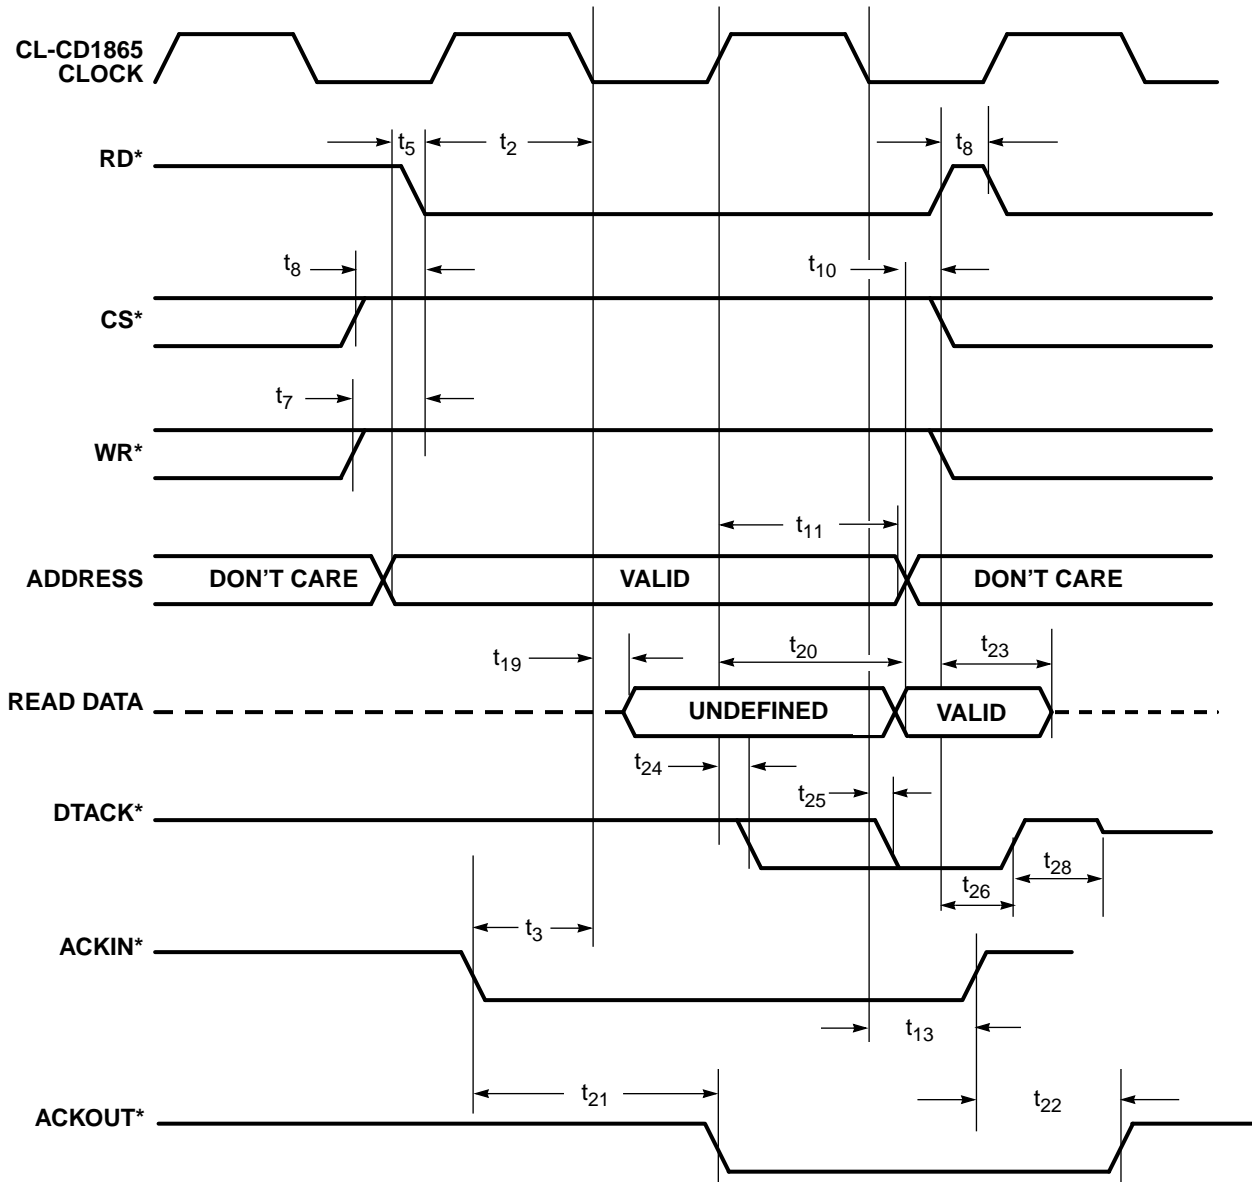 CL-CD1865
CLOCK
t5
t2
t8
RD*
t8
t10
CS*
t7
WR*
t11
ADDRESS
DON'T CARE
VALID
DON'T CARE
t19
t20
t23
READ DATA
UNDEFINED
VALID
t24
t25
DTACK*
t28
t26
t3
ACKIN*
t13
t21
t22
ACKOUT*